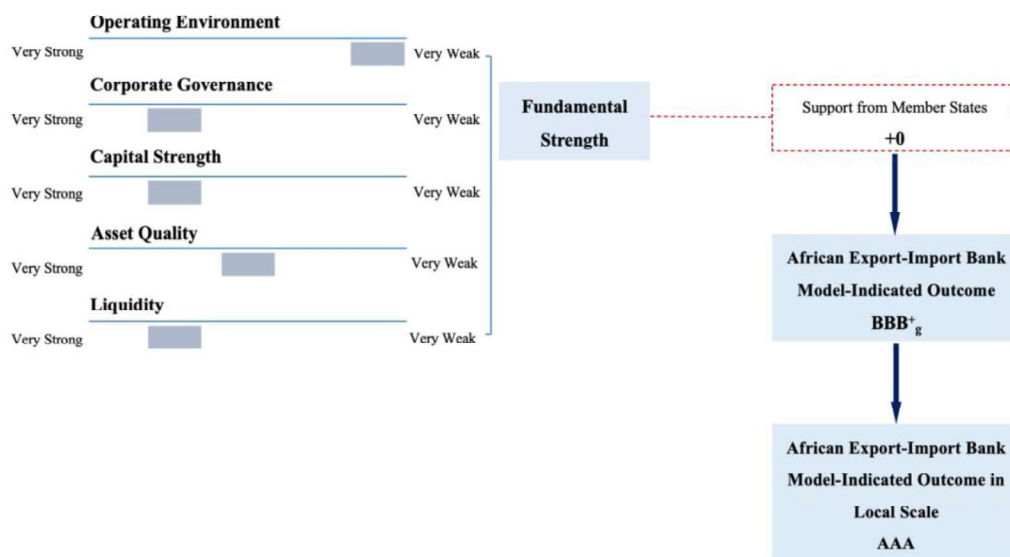 Operating Environment
Very Strong
Very Weak
Corporate Governance
Very Strong
Very Weak
Capital Strength
Very Strong
Very Weak
Asset Quality
Very Strong
Very Weak
Liquidity
Very Strong
Very Weak
Fundamental
Strength
Support from Member States
+0
African Export-Import Bank
Model-Indicated Outcome
BBB⁺g
African Export-Import Bank
Model-Indicated Outcome in
Local Scale
AAA